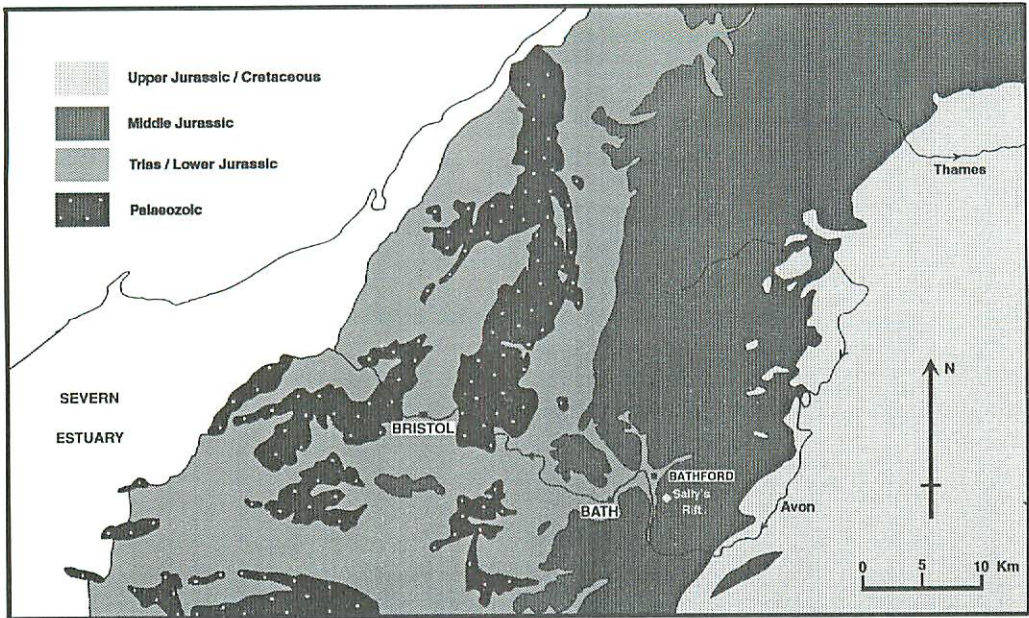 Upper Jurassic / Cretaceous
Middle Jurassic
Trias / Lower Jurassic
Palaeozoic
Thames
N
SEVERN
ESTUARY
BRISTOL
BATHFORD
Sally's
Rift
BATH
Avon
0 5 10 Km